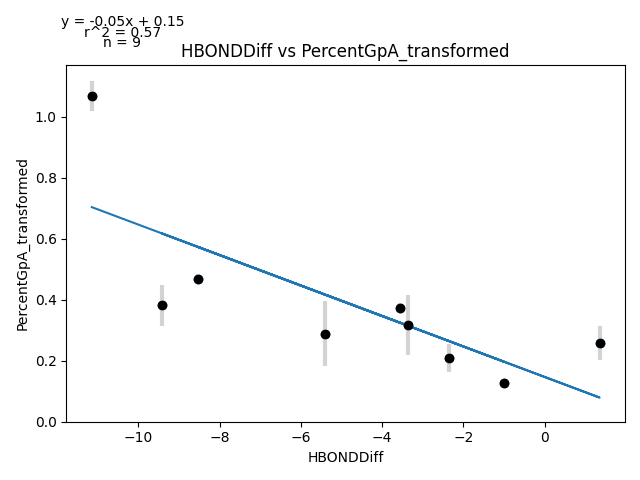 y = -0.05x + 0.15
r^2 = 0.57
n = 9
HBONDDiff vs PercentGpA_transformed
1.0
0.8
0.6
0.4
0.2
0.0
PercentGpA_transformed
−10
−8
−6
−4
−2
0
HBONDDiff